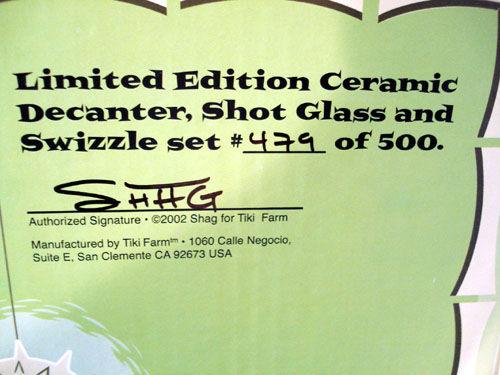 Limited Edition Ceramic
Decanter, Shot Glass and
Swizzle set #479 of 500.
SHAG
Authorized Signature • ©2002 Shag for Tiki Farm
Manufactured by Tiki Farm™ • 1060 Calle Negocio,
Suite E, San Clemente CA 92673 USA